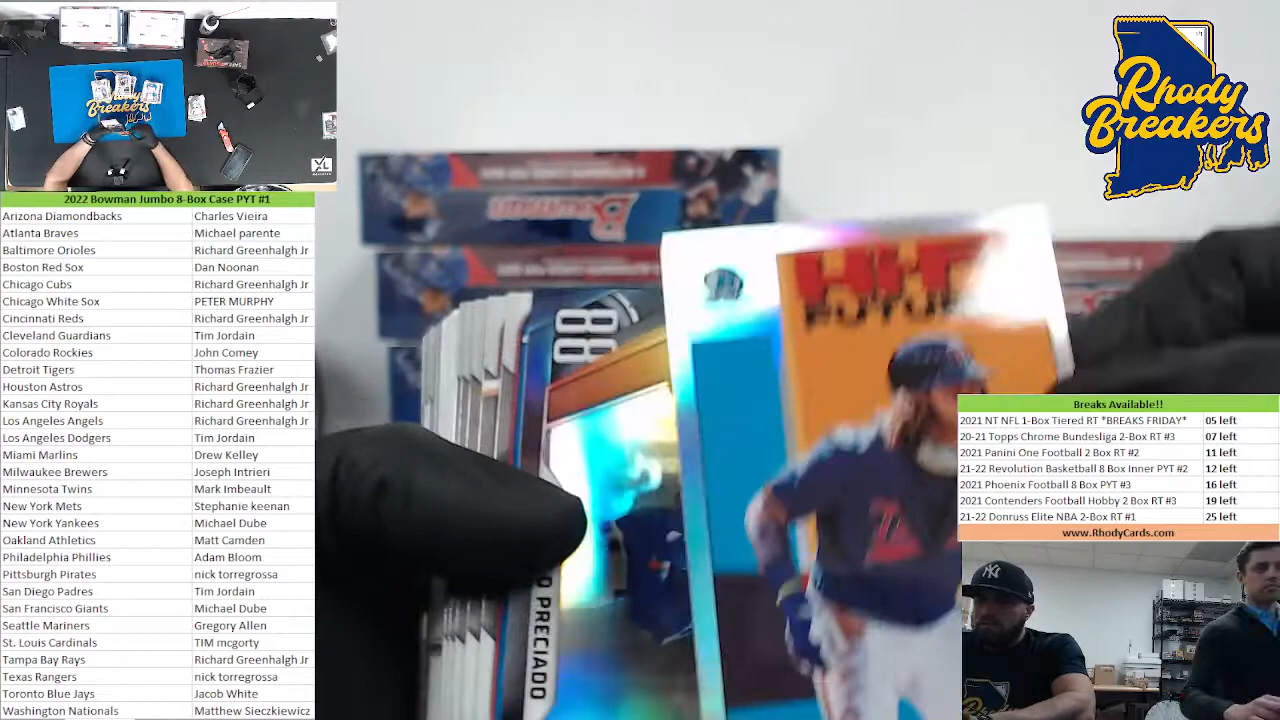 2022 Bowman Jumbo 8-Box Case PYT #1
Arizona Diamondbacks Charles Vieira
Atlanta Braves Michael parente
Baltimore Orioles Richard Greenhalgh Jr
Boston Red Sox Dan Noonan
Chicago Cubs Richard Greenhalgh Jr
Chicago White Sox PETER MURPHY
Cincinnati Reds Richard Greenhalgh Jr
Cleveland Guardians Tim Jordain
Colorado Rockies John Comey
Detroit Tigers Thomas Frazier
Houston Astros Richard Greenhalgh Jr
Kansas City Royals Richard Greenhalgh Jr
Los Angeles Angels Richard Greenhalgh Jr
Los Angeles Dodgers Tim Jordain
Miami Marlins Drew Kelley
Milwaukee Brewers Joseph Intrieri
Minnesota Twins Mark Imbeault
New York Mets Stephanie keenan
New York Yankees Michael Dube
Oakland Athletics Matt Camden
Philadelphia Phillies Adam Bloom
Pittsburgh Pirates nick torregrossa
San Diego Padres Tim Jordain
San Francisco Giants Michael Dube
Seattle Mariners Gregory Allen
St. Louis Cardinals TIM mcgorty
Tampa Bay Rays Richard Greenhalgh Jr
Texas Rangers nick torregrossa
Toronto Blue Jays Jacob White
Washington Nationals Matthew Sieczkiewicz
Rhody
Breakers
Bowman
88
PRECIADO
Rhody
Breakers
Breaks Available!!
2021 NT NFL 1-Box Tiered RT *BREAKS FRIDAY* 05 left
20-21 Topps Chrome Bundesliga 2-Box RT #3 07 left
2021 Panini One Football 2 Box RT #2 11 left
21-22 Revolution Basketball 8 Box Inner PYT #2 12 left
2021 Phoenix Football 8 Box PYT #3 16 left
2021 Contenders Football Hobby 2 Box RT #3 19 left
21-22 Donruss Elite NBA 2-Box RT #1 25 left
www.RhodyCards.com